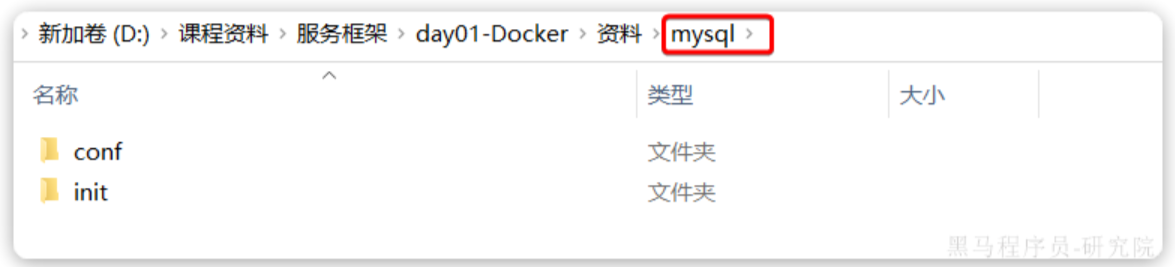 新加卷 (D:) › 课程资料 › 服务框架 › day01-Docker › 资料 › mysql ›
名称 类型 大小
conf 文件夹
init 文件夹
黑马程序员-研究院